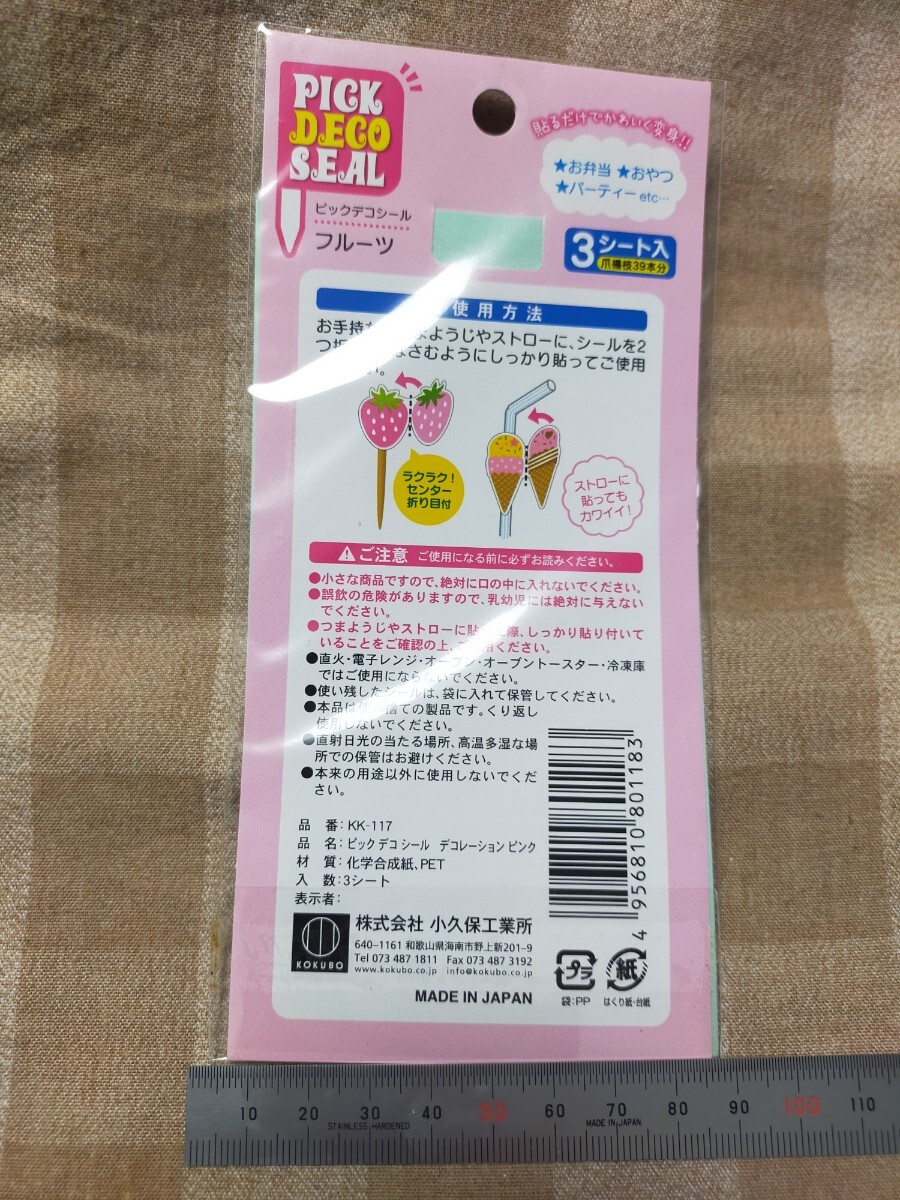 PICK
DECO
SEAL
ピックデコシール
フルーツ
貼るだけでかわいく変身!!
★お弁当 ★おやつ
★パーティー etc…
3シート入
爪楊枝39本分
使用方法
お手持 ようじやストローに、シールを2
つ折 さむようにしっかり貼ってご使用
い。
ラクラク!
センター
折り目付
ストローに
貼っても
カワイイ!
ご注意 ご使用になる前に必ずお読みください。
●小さな商品ですので、絶対に口の中に入れないでください。
●誤飲の危険がありますので、乳幼児には絶対に与えない
でください。
●つまようじやストローに貼 際、しっかり貼り付いて
いることをご確認の上、 用ください。
●直火・電子レンジ・オーブン・オーブントースター・冷凍庫
ではご使用にならないでください。
●使い残したシールは、袋に入れて保管してください。
●本品は使い捨ての製品です。くり返し
使用しないでください。
●直射日光の当たる場所、高温多湿な場
所での保管はお避けください。
●本来の用途以外に使用しないでくだ
さい。
品 番:KK-117
品 名:ピック デコ シール デコレーション ピンク
材 質:化学合成紙、PET
入 数:3シート
表示者:
KOKUBO
株式会社 小久保工業所
640-1161 和歌山県海南市野上新201-9
Tel 073 487 1811 Fax 073 487 3192
www.kokubo.co.jp info@kokubo.co.jp
MADE IN JAPAN
4 956810 801183
プラ
袋:PP
紙
はくり紙・台紙
10 20 30 40 50 60 70 80 90 100 110
STAINLESS, HARDENED
MADE IN JAPAN